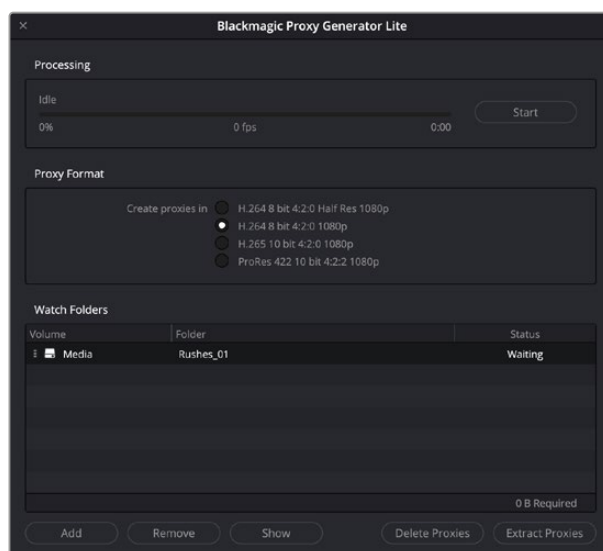 Blackmagic Proxy Generator Lite
Processing
Idle
0% 0 fps 0:00
Start
Proxy Format
Create proxies in H.264 8 bit 4:2:0 Half Res 1080p
H.264 8 bit 4:2:0 1080p
H.265 10 bit 4:2:0 1080p
ProRes 422 10 bit 4:2:2 1080p
Watch Folders
Volume Folder Status
Media Rushes_01 Waiting
0 B Required
Add Remove Show Delete Proxies Extract Proxies